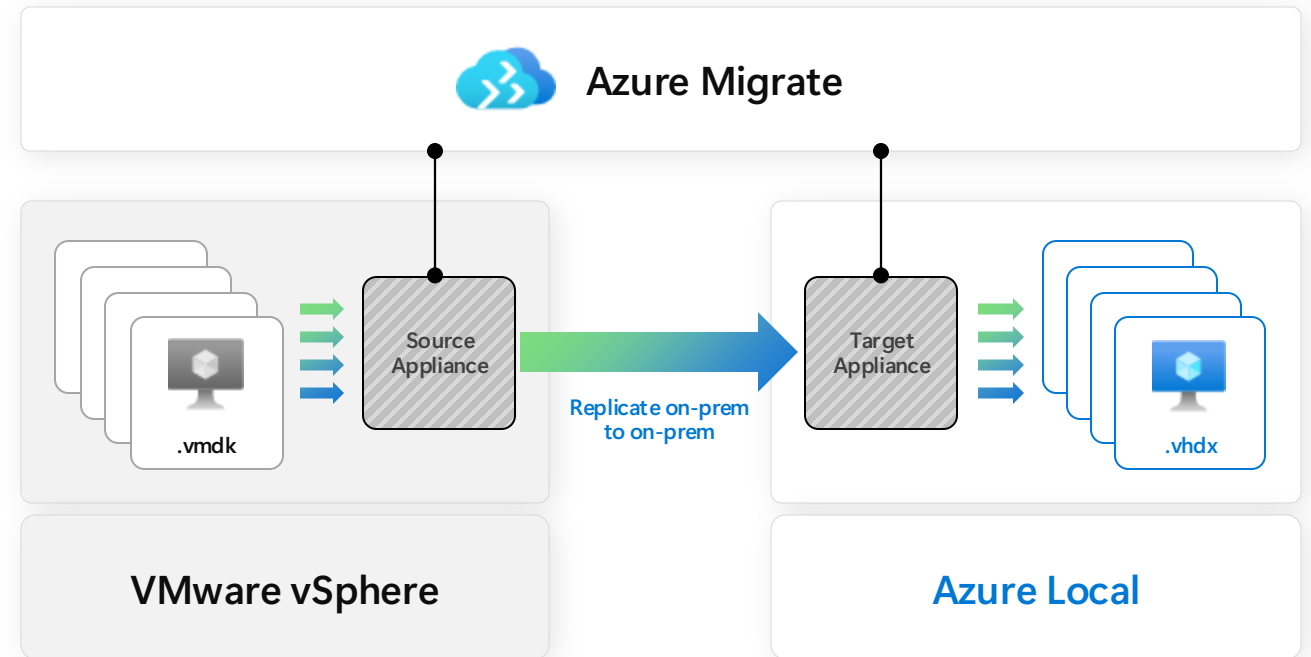 Azure Migrate
Source
Appliance
Target
Appliance
Replicate on-prem
to on-prem
.vmdk
.vhdx
VMware vSphere
Azure Local